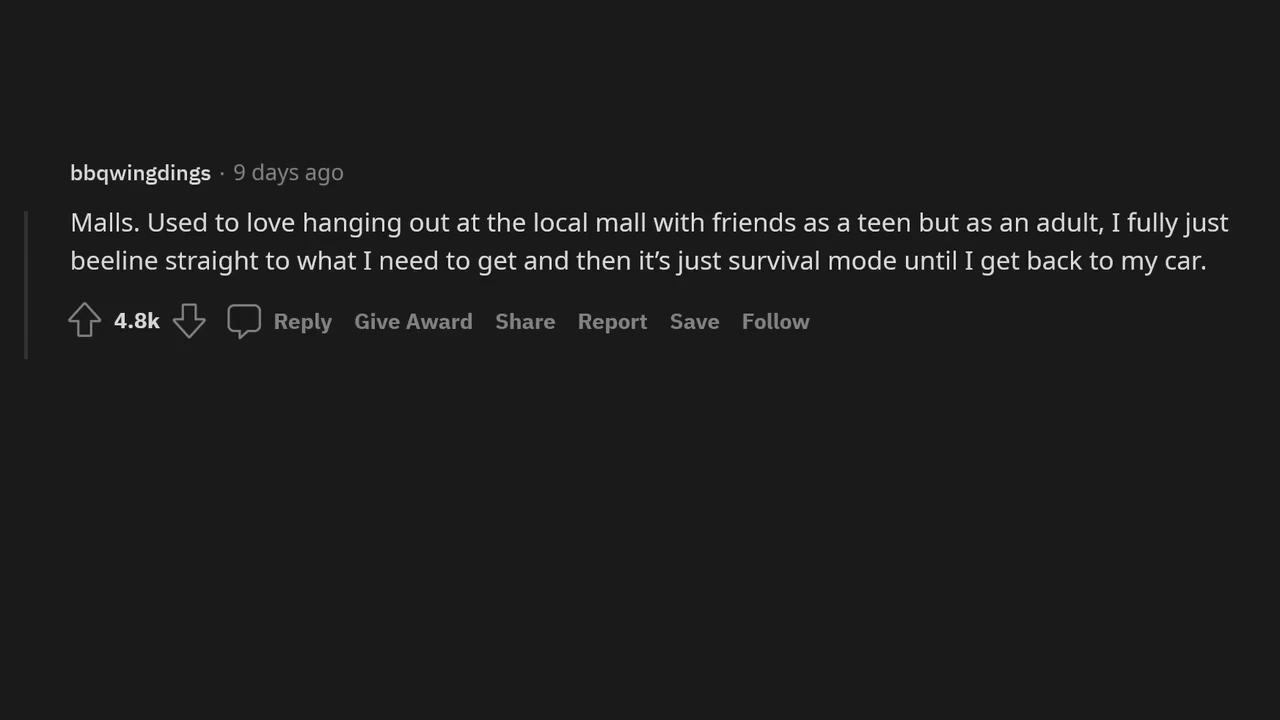 bbqwingdings · 9 days ago
Malls. Used to love hanging out at the local mall with friends as a teen but as an adult, I fully just
beeline straight to what I need to get and then it’s just survival mode until I get back to my car.
4.8k Reply Give Award Share Report Save Follow